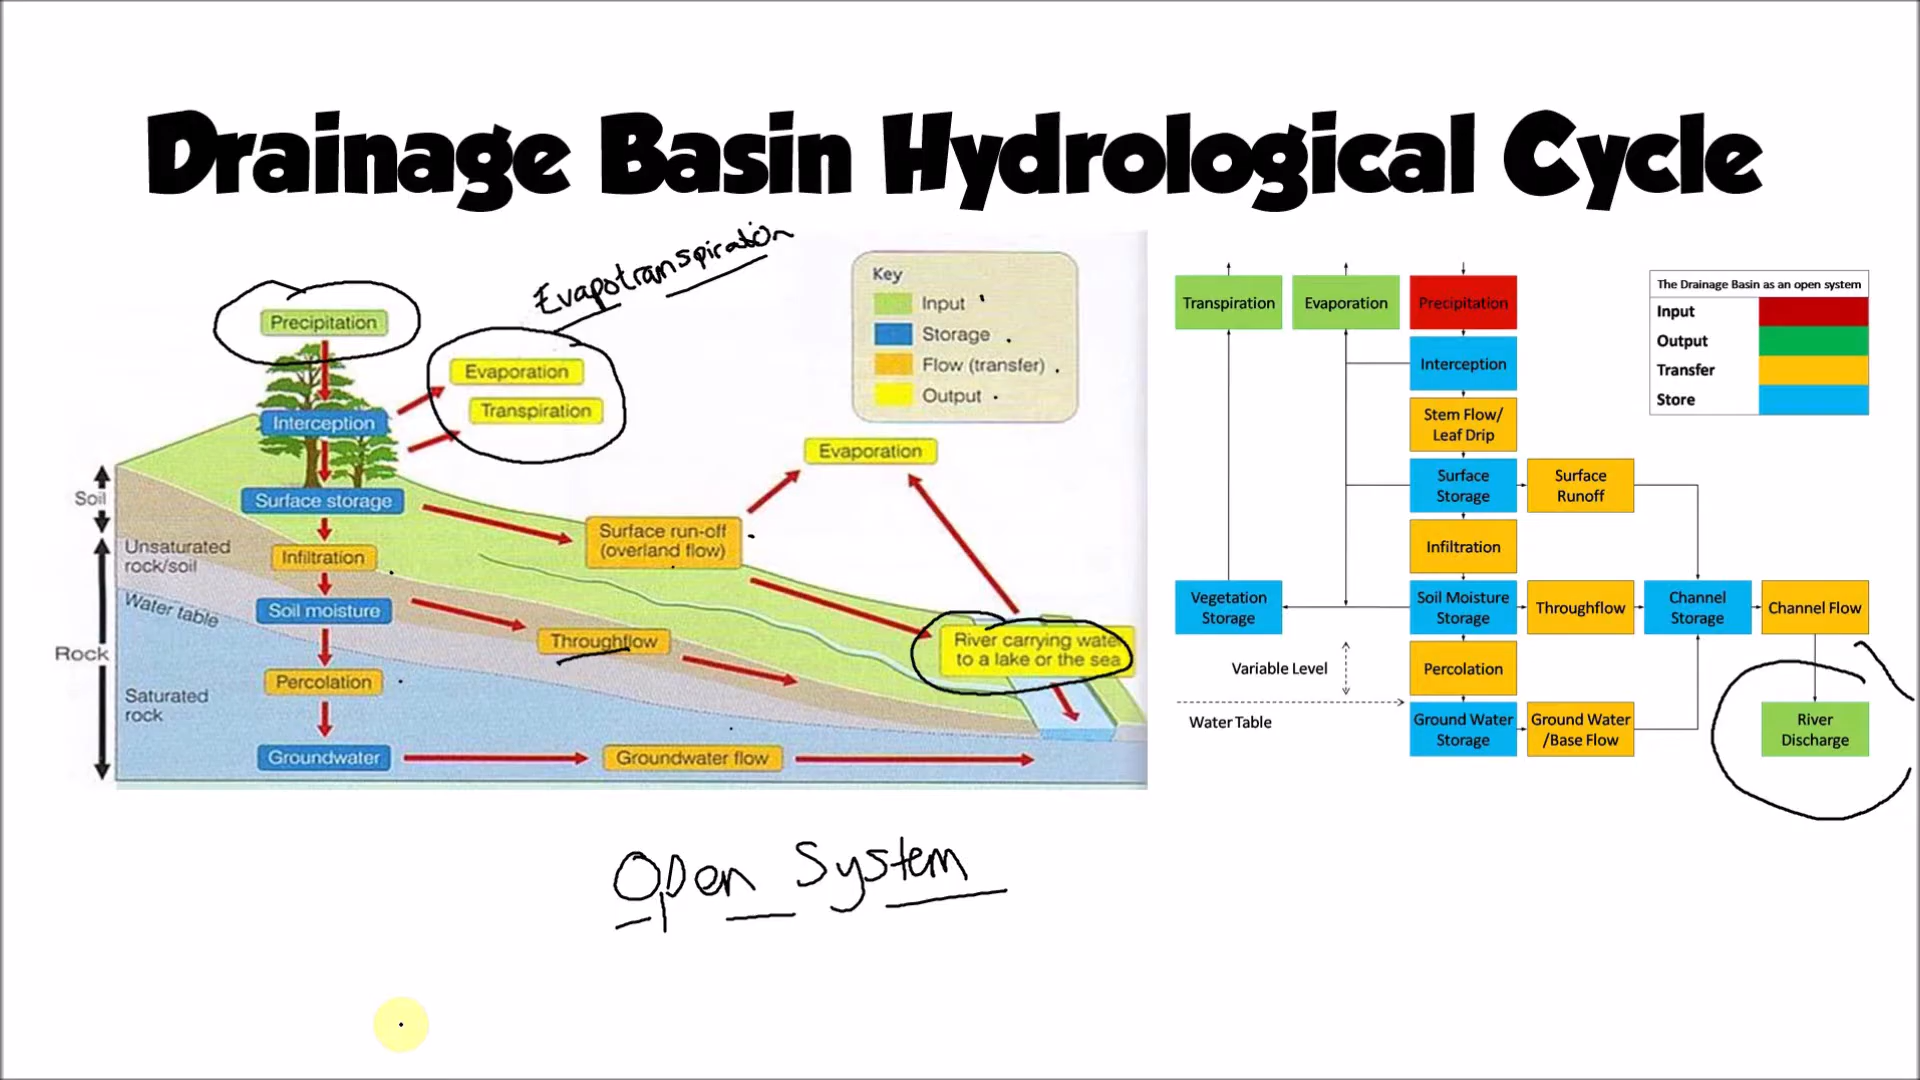 Drainage Basin Hydrological Cycle
Evapotranspiration
Precipitation
Evaporation
Transpiration
Interception
Key
Input
Storage
Flow (transfer)
Output
Evaporation
Soil
Surface storage
Surface run-off
(overland flow)
Unsaturated
rock/soil
Infiltration
Water table
Soil moisture
Throughflow
River carrying wate
to a lake or the sea
Rock
Percolation
Saturated
rock
Groundwater
Groundwater flow
Transpiration
Evaporation
Precipitation
Interception
Stem Flow/
Leaf Drip
Surface
Storage
Surface
Runoff
Infiltration
Vegetation
Storage
Soil Moisture
Storage
Throughflow
Channel
Storage
Channel Flow
Variable Level
Percolation
Water Table
Ground Water
Storage
Ground Water
/Base Flow
River
Discharge
The Drainage Basin as an open system
Input
Output
Transfer
Store
Open System